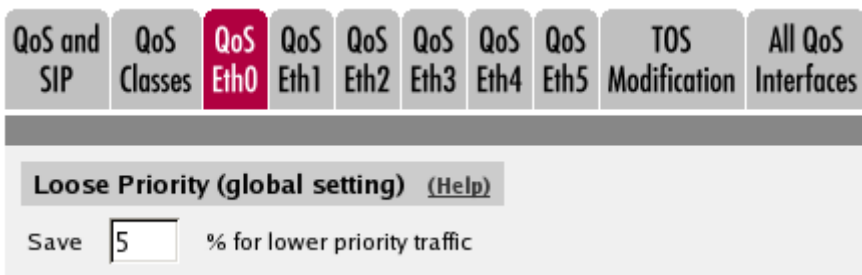 QoS and SIP
QoS Classes
QoS Eth0
QoS Eth1
QoS Eth2
QoS Eth3
QoS Eth4
QoS Eth5
TOS Modification
All QoS Interfaces
Loose Priority (global setting) (Help)
Save 5 % for lower priority traffic